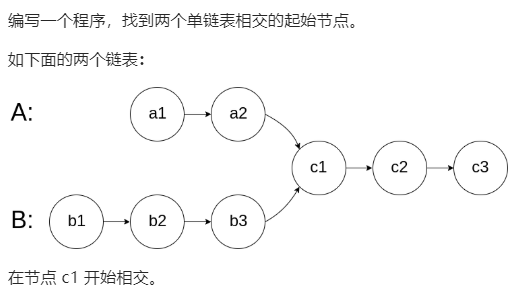 编写一个程序，找到两个单链表相交的起始节点。
如下面的两个链表：
A: a1 a2
c1 c2 c3
B: b1 b2 b3
在节点 c1 开始相交。